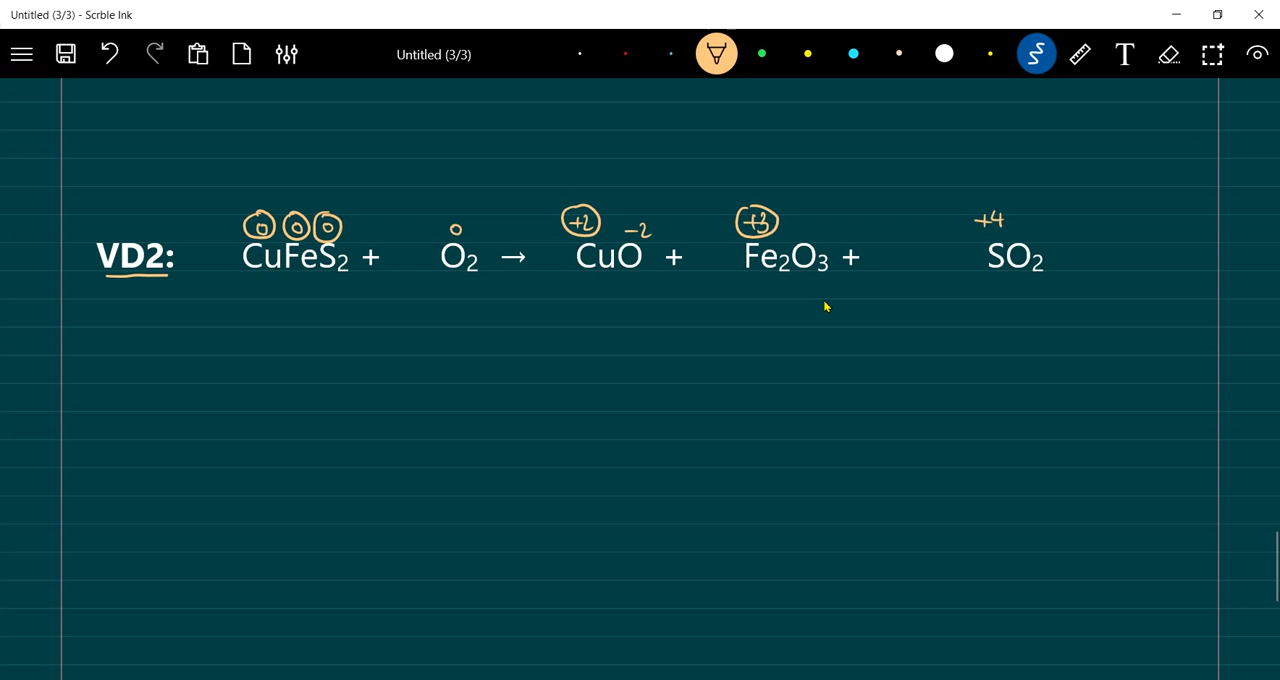 Untitled (3/3) - Scrble Ink
Untitled (3/3)
T
0 0 0 0 +2 -2 +3 +4
VD2: CuFeS₂ + O₂ → CuO + Fe₂O₃ + SO₂